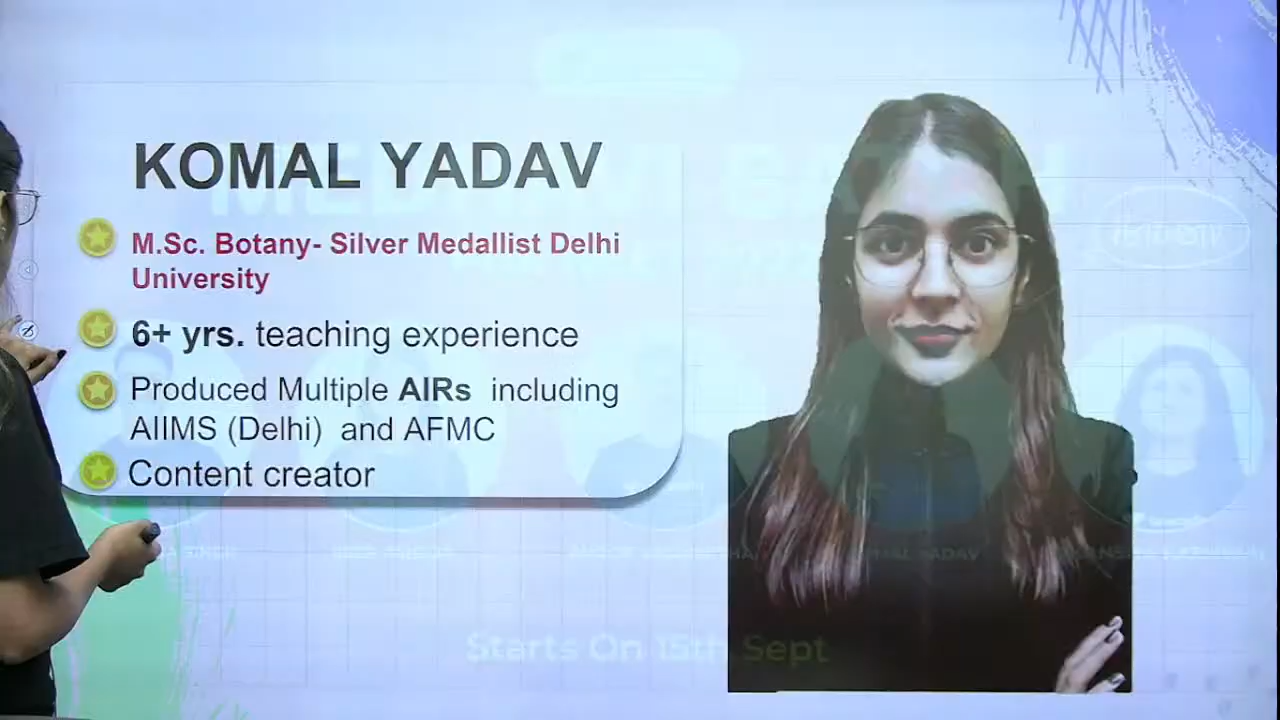 KOMAL YADAV
M.Sc. Botany- Silver Medallist Delhi
University
6+ yrs. teaching experience
Produced Multiple AIRs including
AIIMS (Delhi) and AFMC
Content creator
Starts On 15th Sept